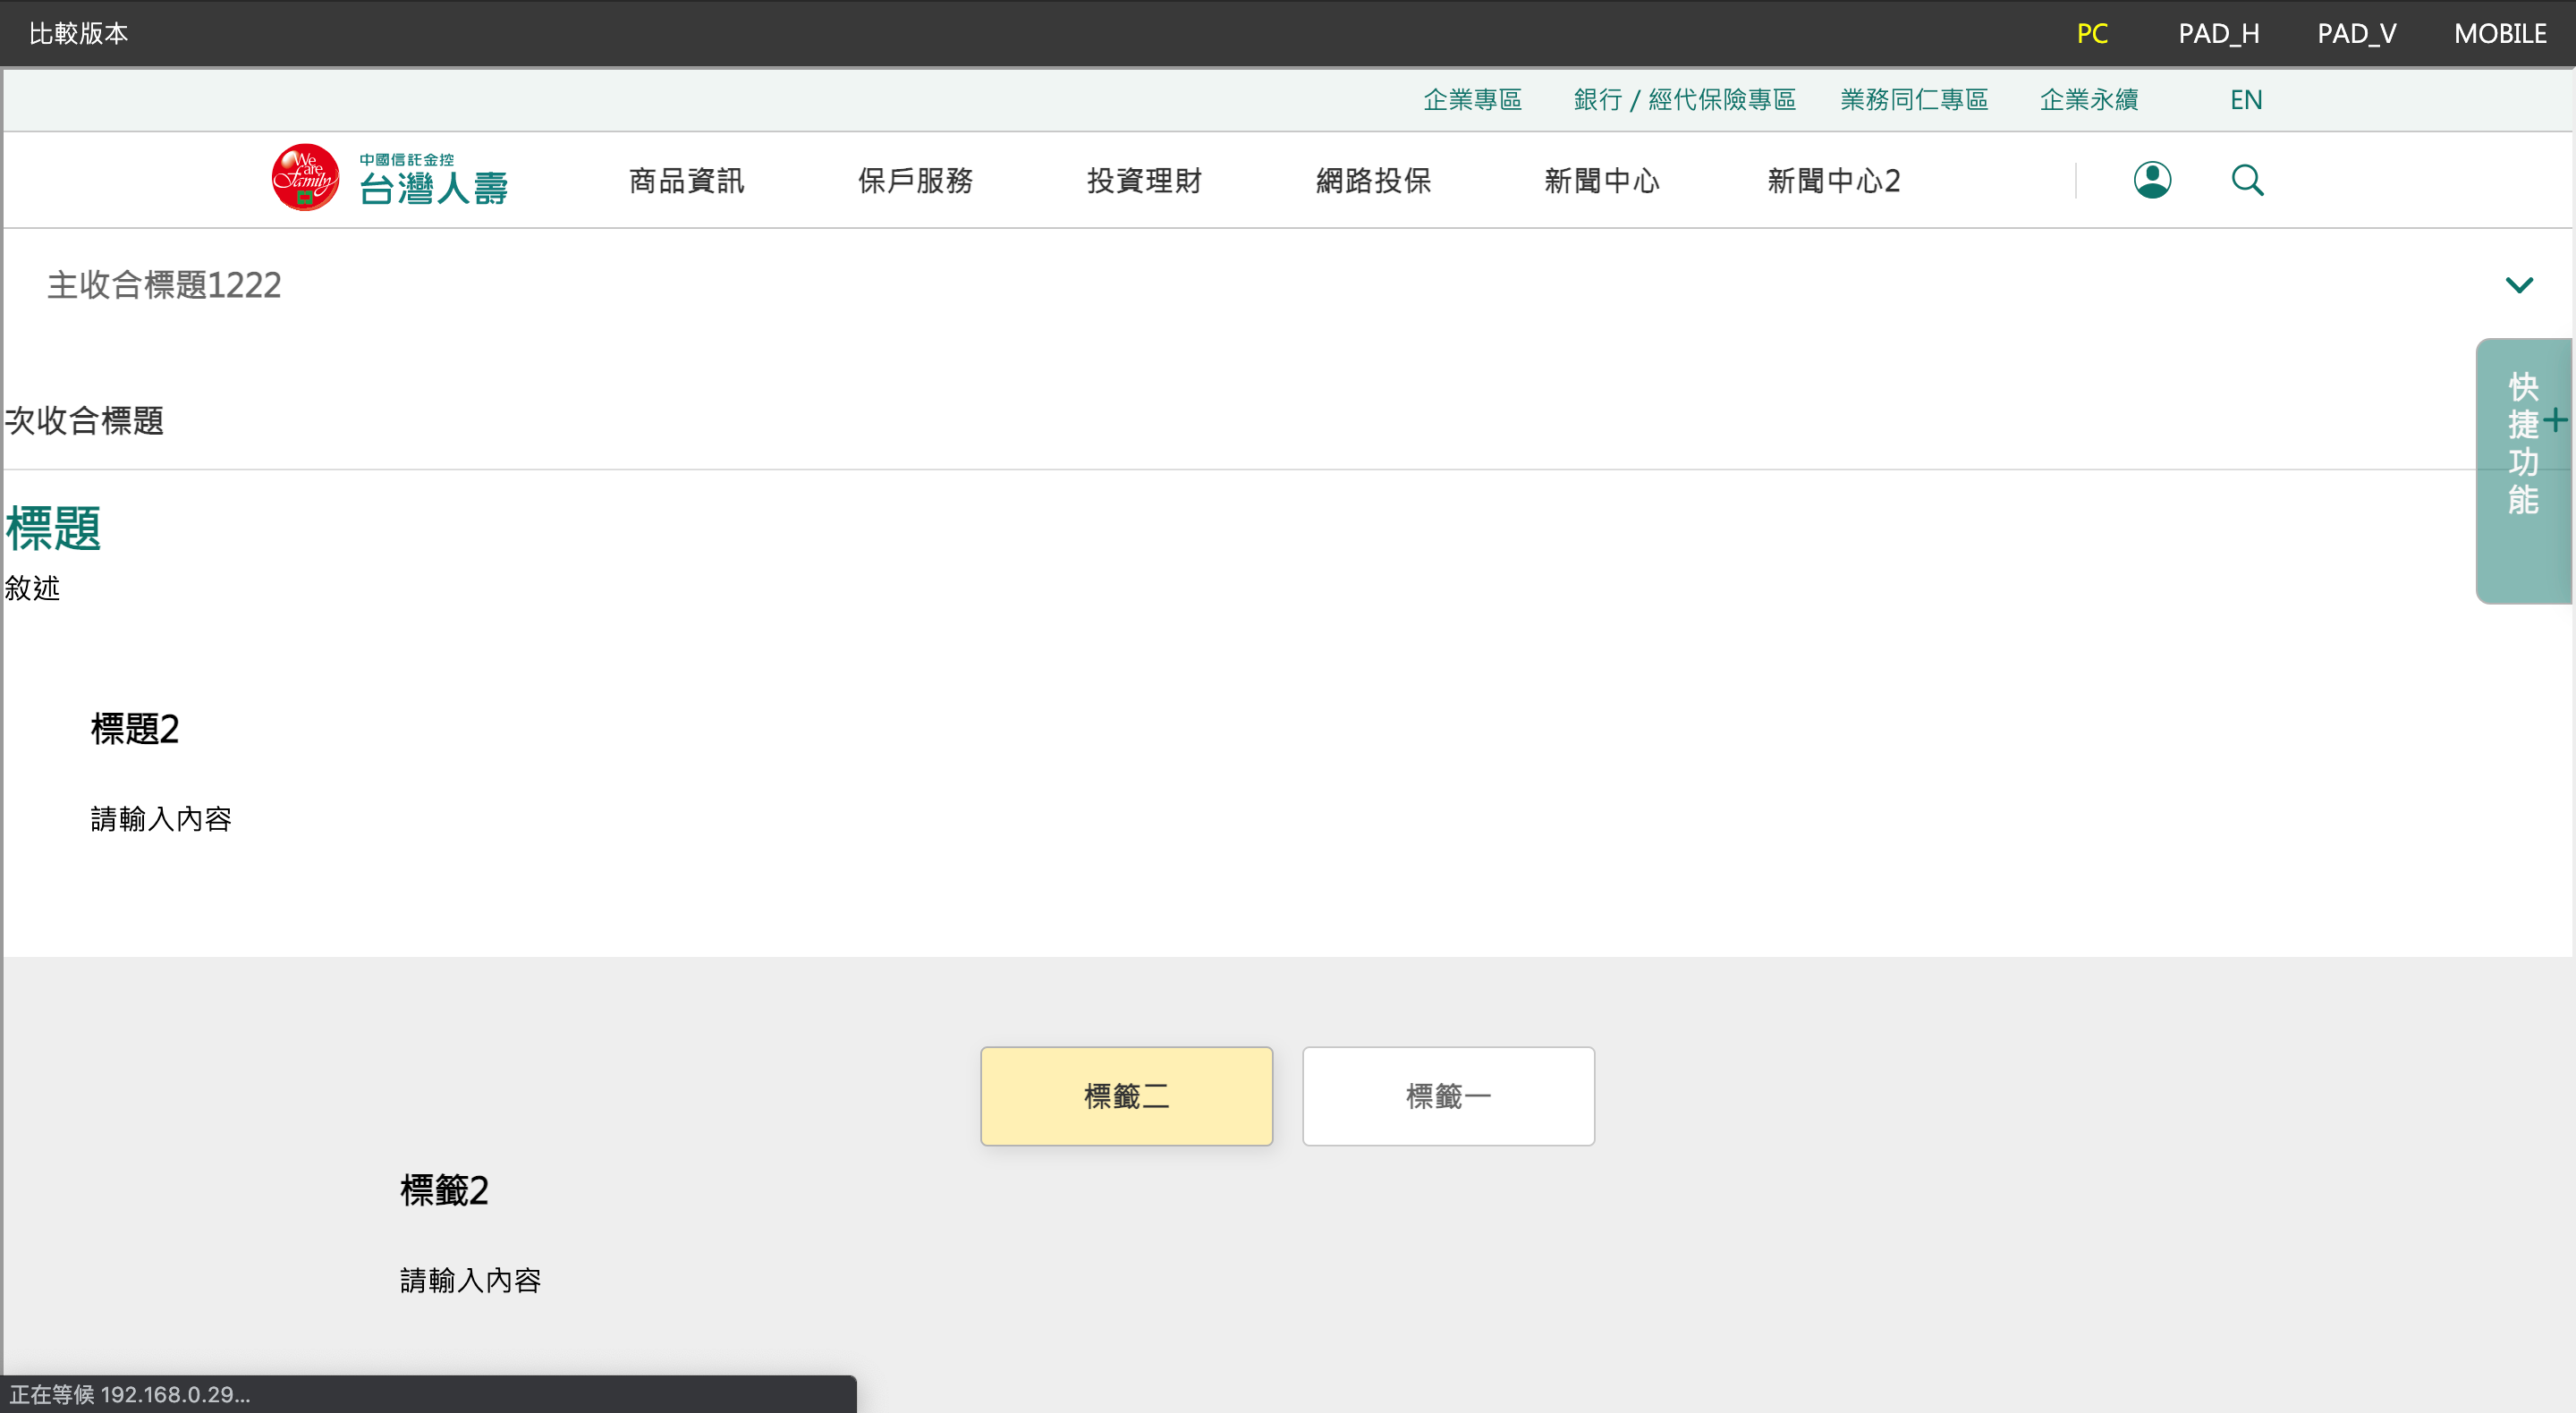 比較版本 PC PAD_H PAD_V MOBILE
企業專區 銀行 / 經代保險專區 業務同仁專區 企業永續 EN
We are Family
中國信託金控
台灣人壽
商品資訊 保戶服務 投資理財 網路投保 新聞中心 新聞中心2
主收合標題1222
快捷功能
次收合標題
標題
敘述
標題2
請輸入內容
標籤二 標籤一
標籤2
請輸入內容
正在等候 192.168.0.29...